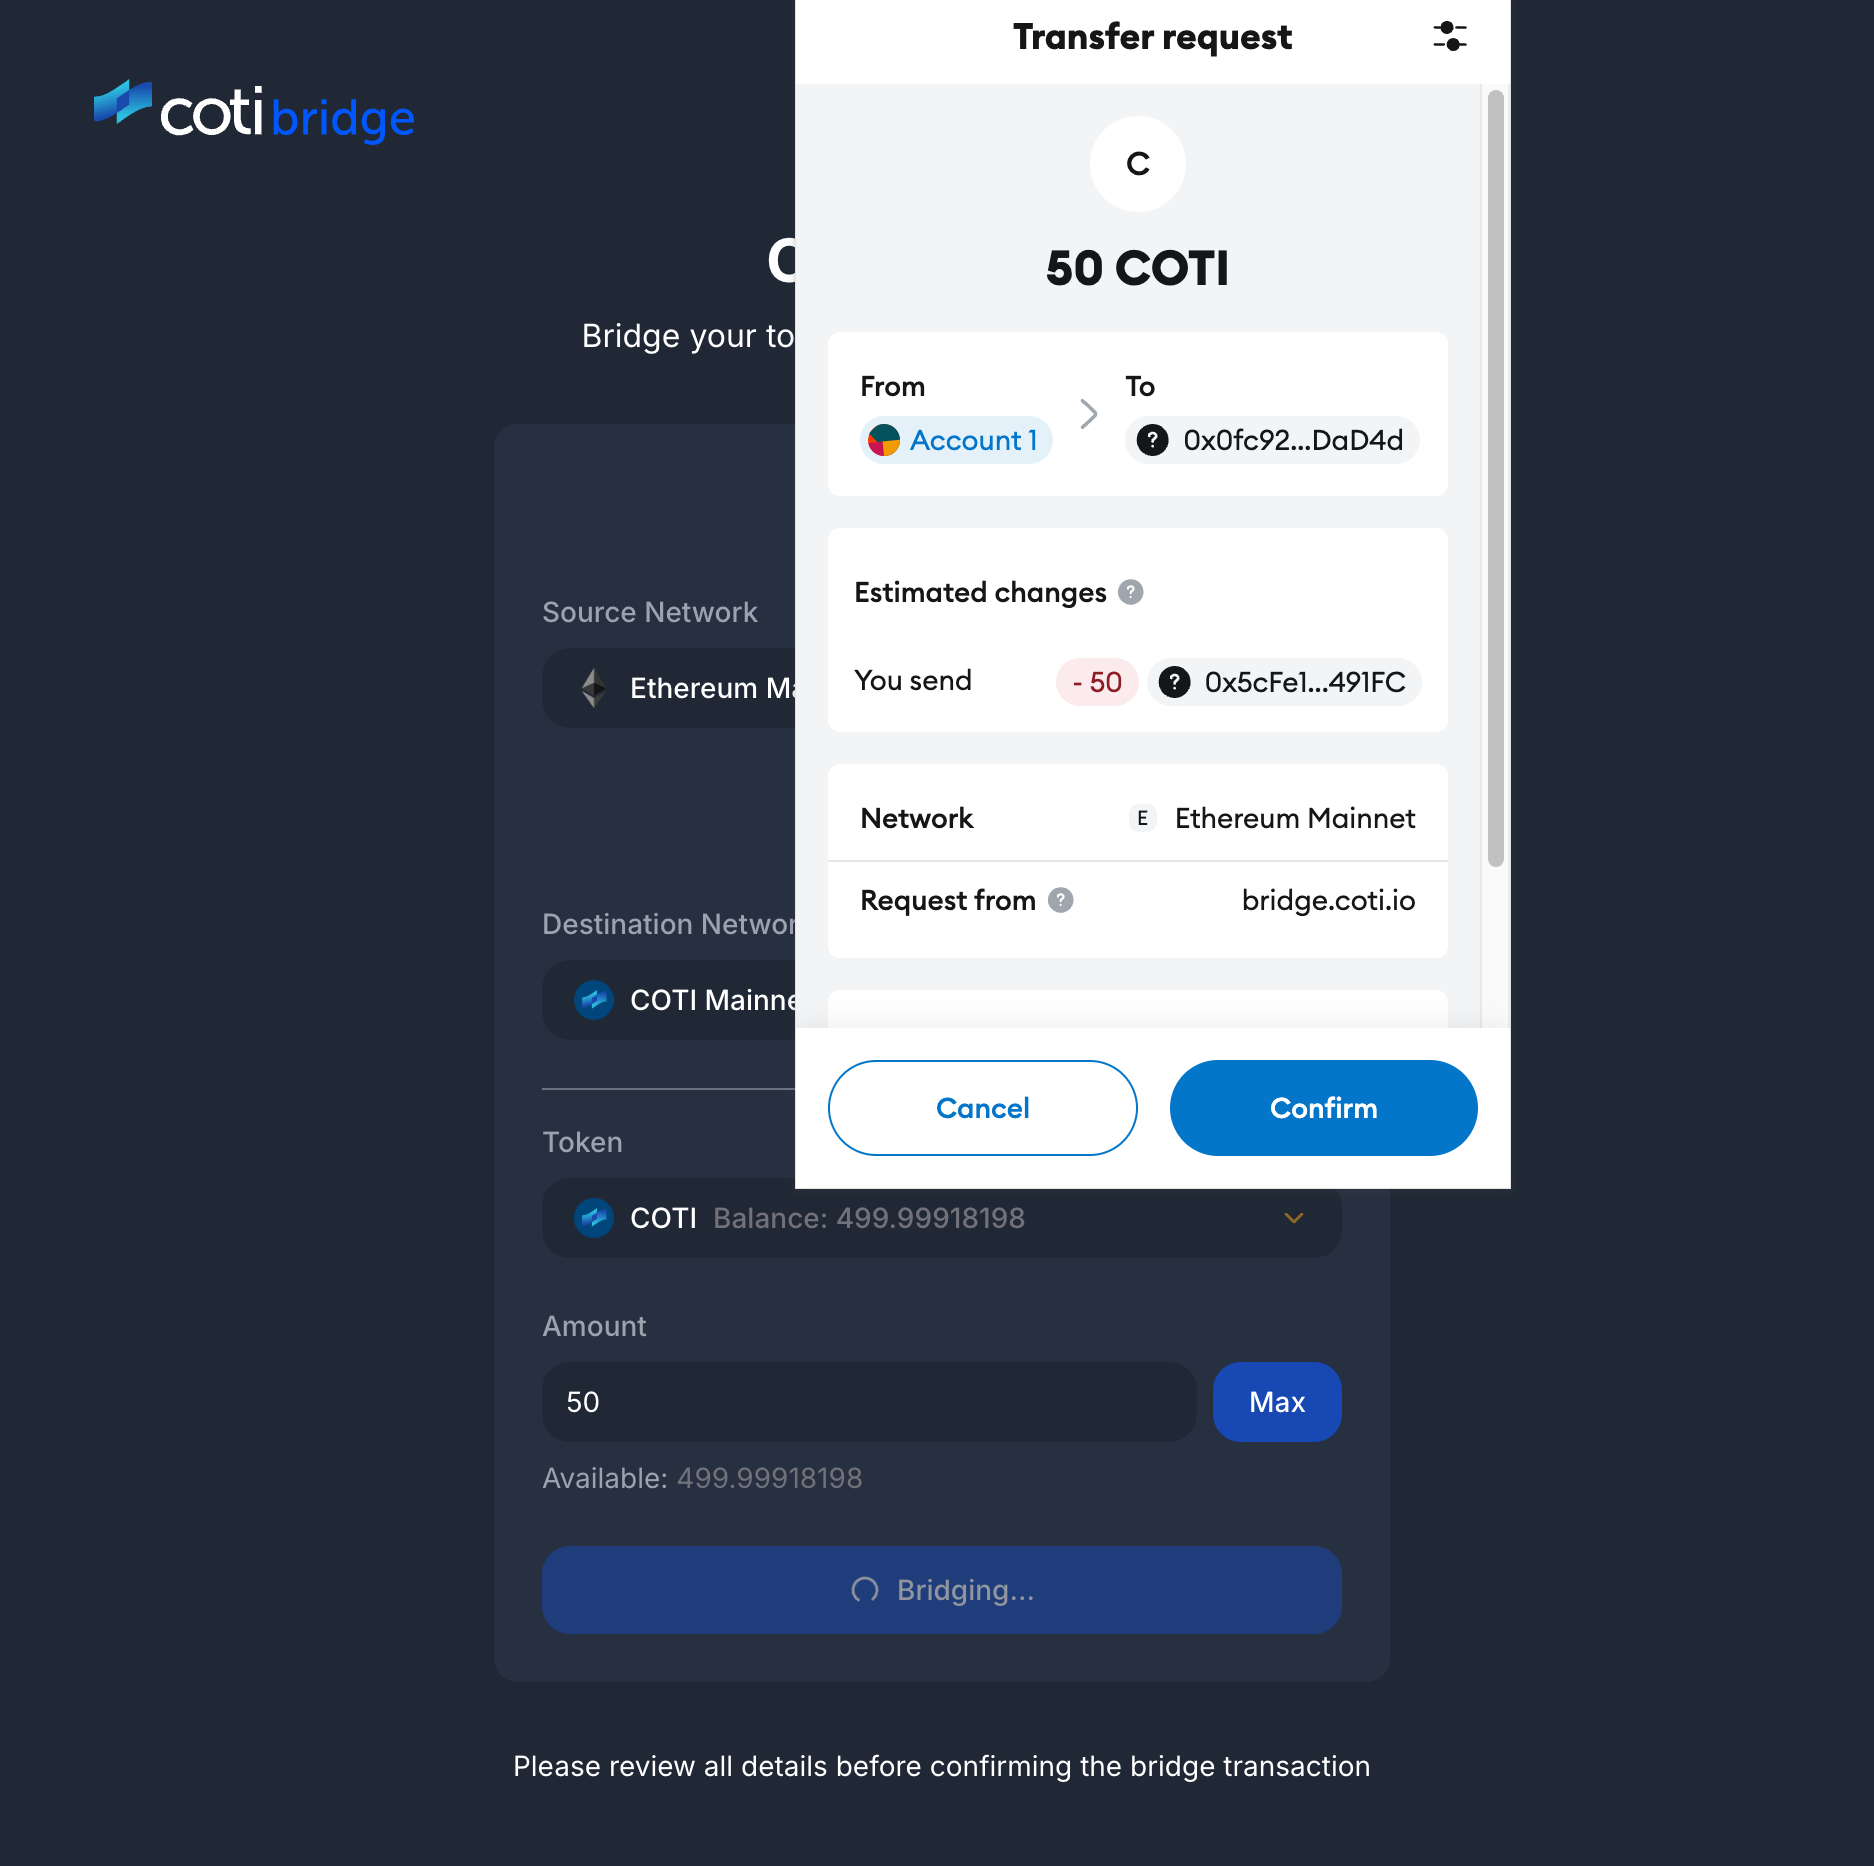 coti bridge
Bridge your to
Source Network
Ethereum Ma
Destination Networ
COTI Mainne
Token
COTI Balance: 499.99918198
Amount
50
Max
Available: 499.99918198
Bridging...
Please review all details before confirming the bridge transaction
Transfer request
C
50 COTI
From
To
Account 1
0x0fc92...DaD4d
Estimated changes ?
You send
- 50
? 0x5cFe1...491FC
Network
E Ethereum Mainnet
Request from ?
bridge.coti.io
Cancel
Confirm